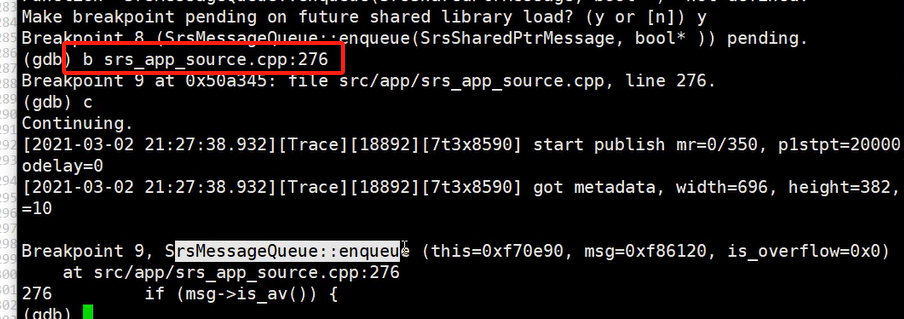 Make breakpoint pending on future shared library load? (y or [n]) y
Breakpoint 8 (SrsMessageQueue::enqueue(SrsSharedPtrMessage, bool* )) pending.
(gdb) b srs_app_source.cpp:276
Breakpoint 9 at 0x50a345: file src/app/srs_app_source.cpp, line 276.
(gdb) c
Continuing.
[2021-03-02 21:27:38.932][Trace][18892][7t3x8590] start publish mr=0/350, p1stpt=20000
odelay=0
[2021-03-02 21:27:38.932][Trace][18892][7t3x8590] got metadata, width=696, height=382,
=10
Breakpoint 9, SrsMessageQueue::enqueue (this=0xf70e90, msg=0xf86120, is_overflow=0x0)
at src/app/srs_app_source.cpp:276
276 if (msg->is_av()) {
(gdb)